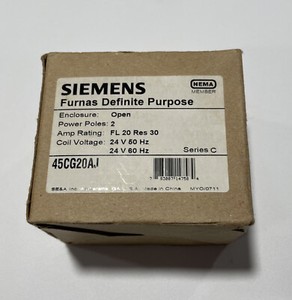 SIEMENS
NEMA
MEMBER
Furnas Definite Purpose
Enclosure: Open
Power Poles: 2
Amp Rating: FL 20 Res 30
Coil Voltage: 24 V 50 Hz
24 V 60 Hz
Series C
45CG20AJ
Made in China